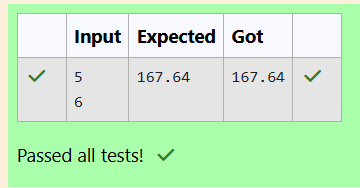 Input Expected Got
5 167.64 167.64
6
Passed all tests!